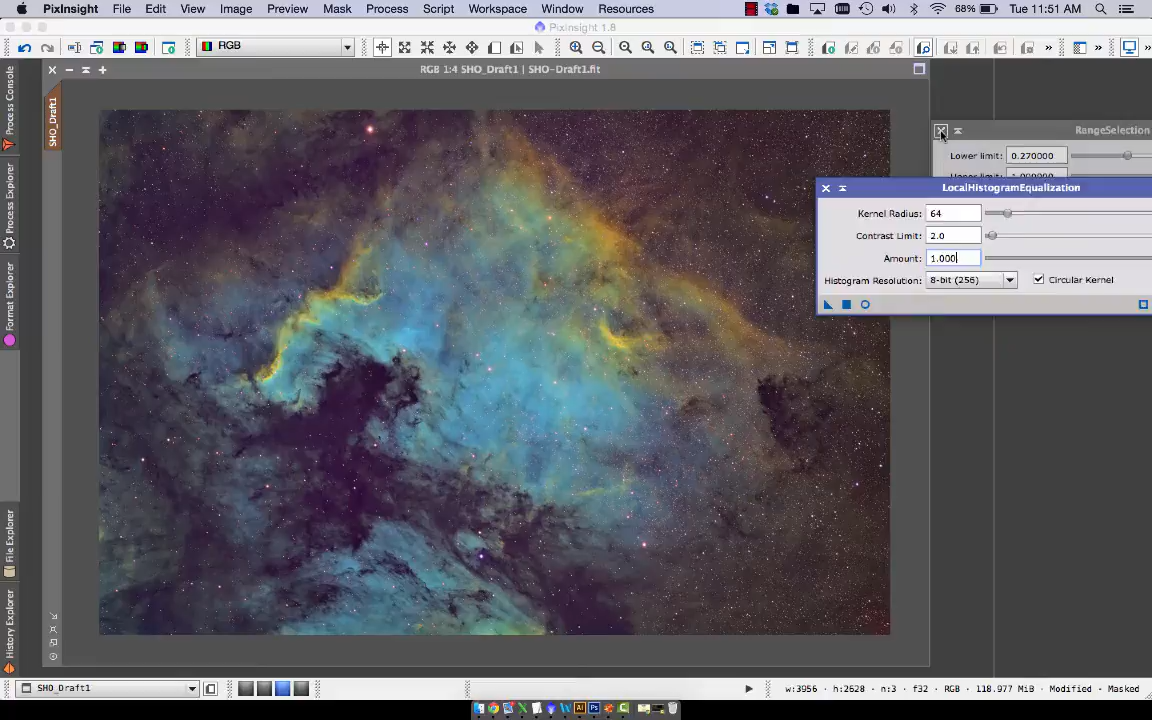 PixInsight File Edit View Image Preview Mask Process Script Workspace Window Resources 68% Tue 11:51 AM
PixInsight 1.8
RGB
RGB 1:4 SHO_Draft1 | SHO-Draft1.fit
Process Console
SHO_Draft1
RangeSelection
Lower limit: 0.270000
LocalHistogramEqualization
Process Explorer
Kernel Radius: 64
Contrast Limit: 2.0
Amount: 1.000
Histogram Resolution: 8-bit (256) Circular Kernel
Format Explorer
File Explorer
History Explorer
SHO_Draft1
w:3956 · h:2628 · n:3 · f32 · RGB · 118.977 MiB · Modified · Masked